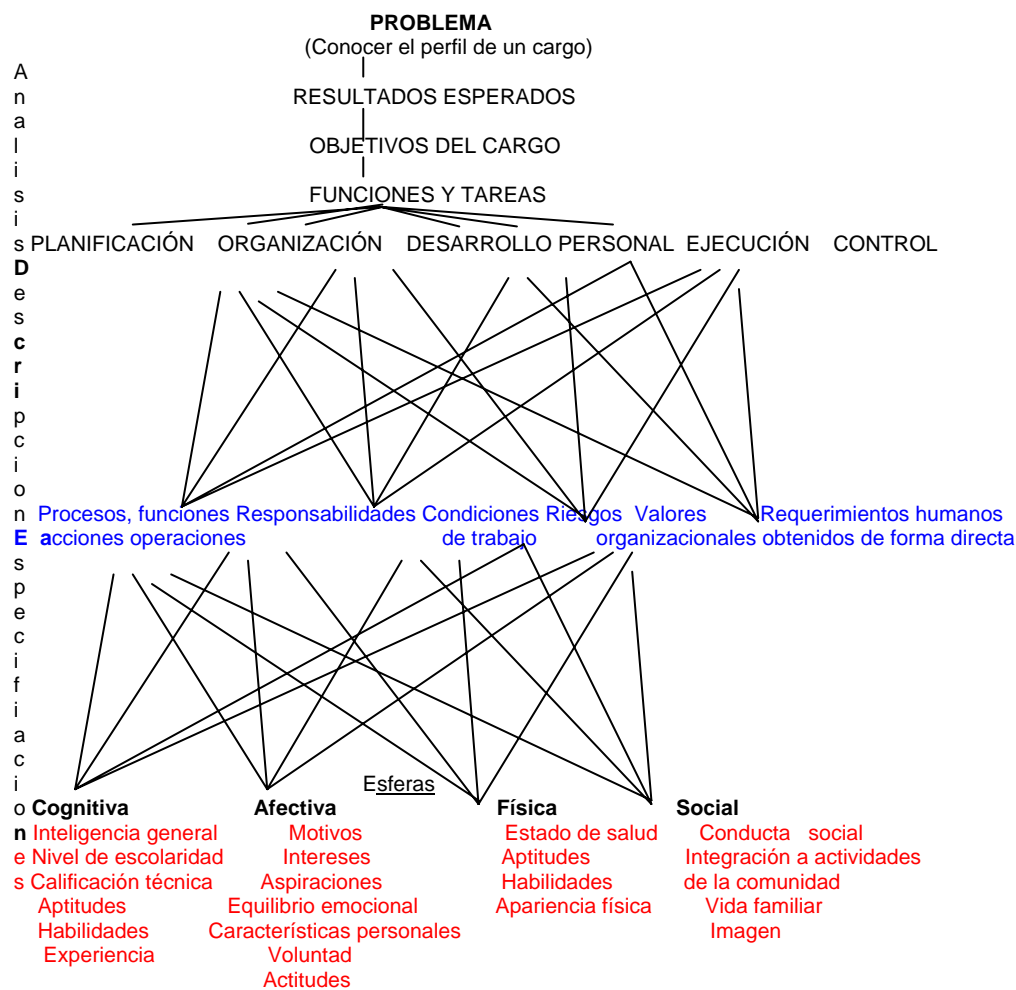 PROBLEMA
(Conocer el perfil de un cargo)
RESULTADOS ESPERADOS
OBJETIVOS DEL CARGO
FUNCIONES Y TAREAS
PLANIFICACIÓN ORGANIZACIÓN DESARROLLO PERSONAL EJECUCIÓN CONTROL
Analisis Descripcion Especifiaciones
Procesos, funciones Responsabilidades Condiciones Riesgos Valores Requerimientos humanos
acciones operaciones de trabajo organizacionales obtenidos de forma directa
Esferas
Cognitiva Afectiva Física Social
Inteligencia general Motivos Estado de salud Conducta social
Nivel de escolaridad Intereses Aptitudes Integración a actividades
Calificación técnica Aspiraciones Habilidades de la comunidad
Aptitudes Equilibrio emocional Apariencia física Vida familiar
Habilidades Características personales Imagen
Experiencia Voluntad
Actitudes